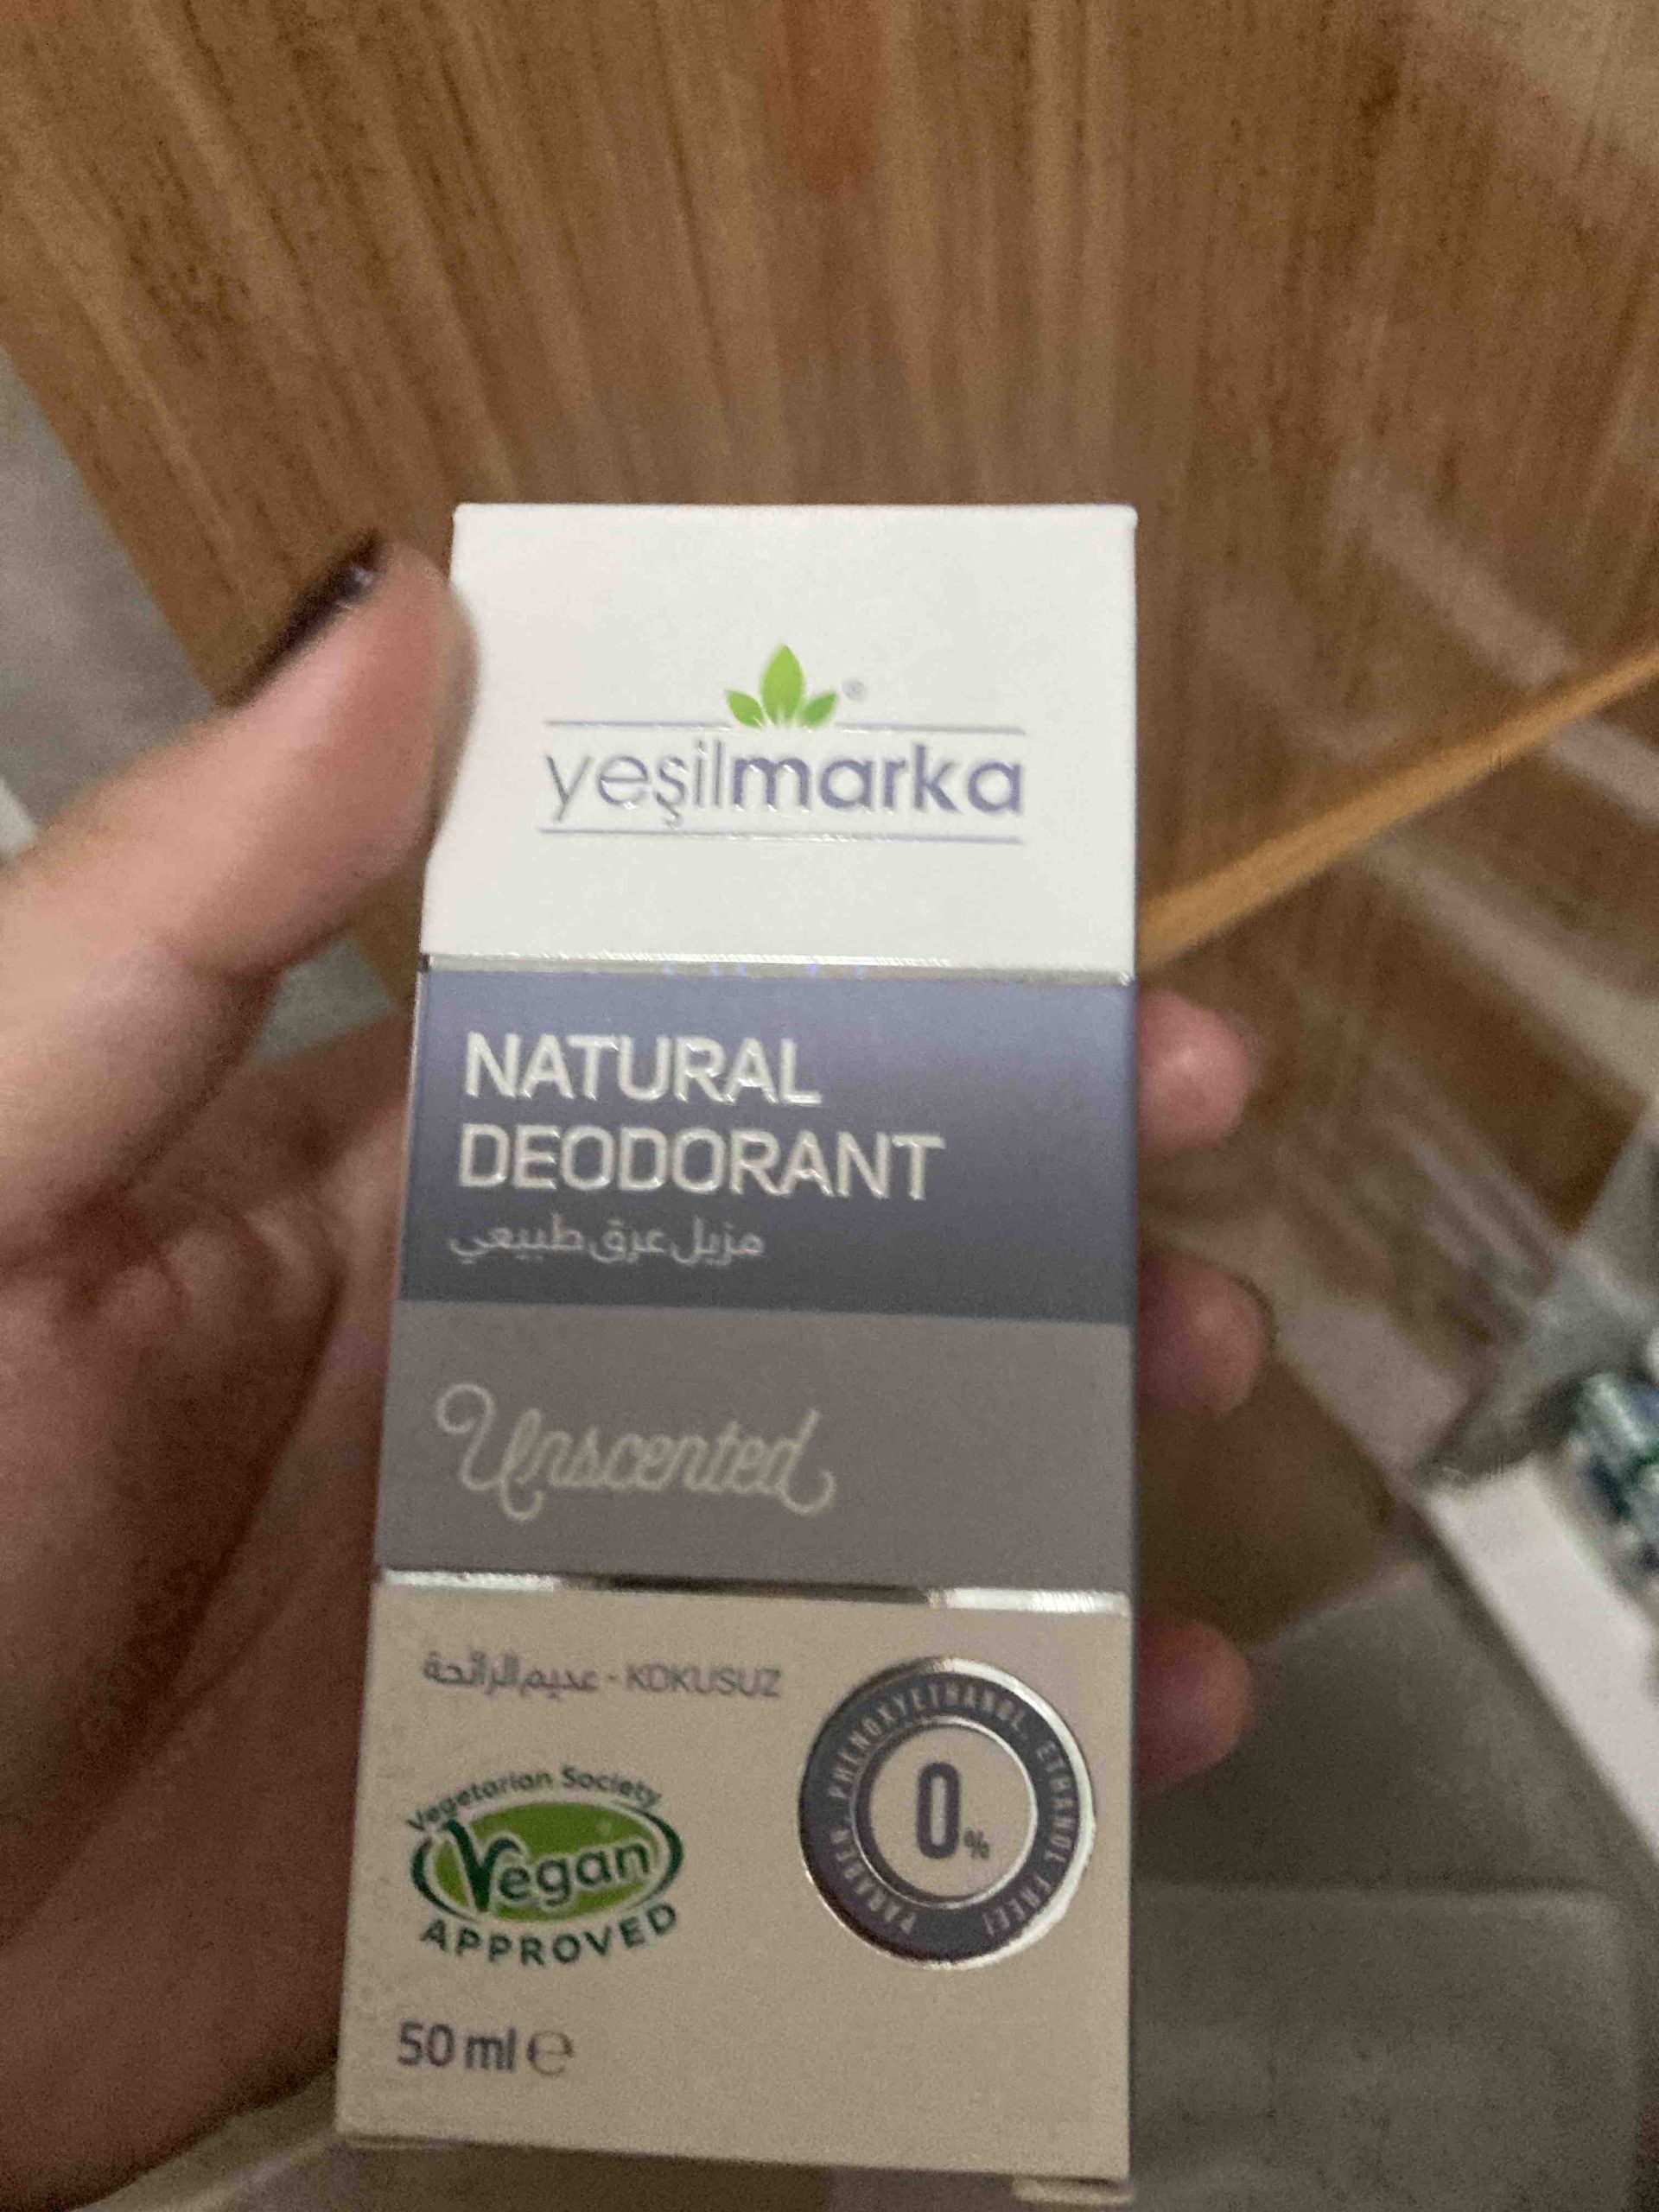 yeşilmarka®
NATURAL
DEODORANT
مزيل عرق طبيعي
Unscented
عديم الرائحة - KOKUSUZ
Vegetarian Society
Vegan
APPROVED
PARABEN, PHENOXYETHANOL, ETHANOL FREE!
0%
50 ml ℮